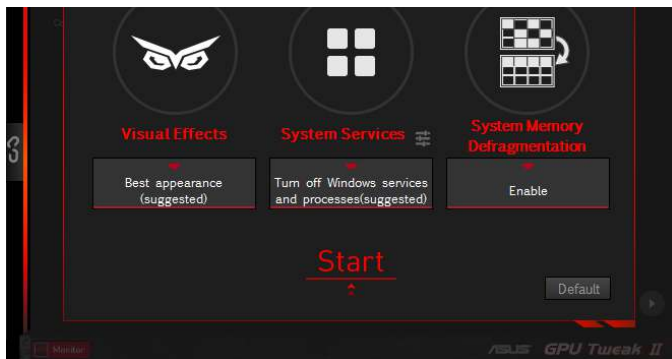 Visual Effects
System Services
System Memory
Defragmentation
Best appearance
(suggested)
Turn off Windows services
and processes(suggested)
Enable
Start
Default
Monitor
ASUS GPU Tweak II